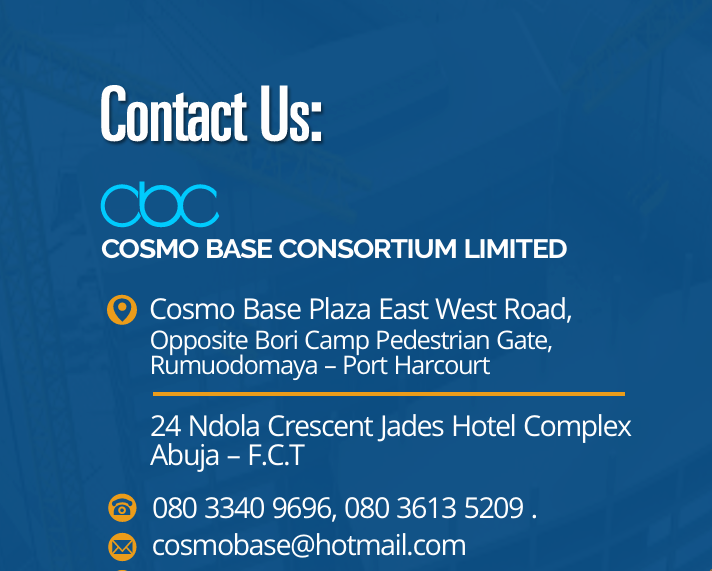 Contact Us:
cbc
COSMO BASE CONSORTIUM LIMITED
Cosmo Base Plaza East West Road,
Opposite Bori Camp Pedestrian Gate,
Rumuodomaya – Port Harcourt
24 Ndola Crescent Jades Hotel Complex
Abuja – F.C.T
080 3340 9696, 080 3613 5209 .
cosmobase@hotmail.com